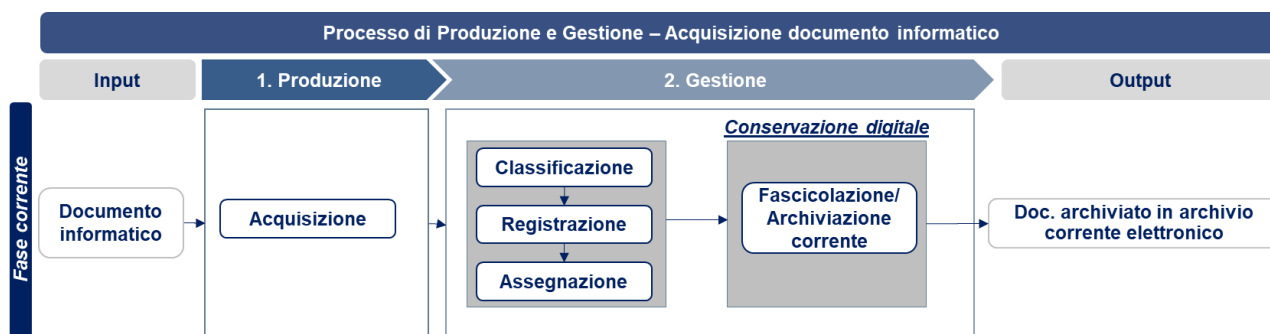 Processo di Produzione e Gestione – Acquisizione documento informatico
Input
1. Produzione
2. Gestione
Output
Fase corrente
Documento
informatico
Acquisizione
Classificazione
Registrazione
Assegnazione
Conservazione digitale
Fascicolazione/
Archiviazione
corrente
Doc. archiviato in archivio
corrente elettronico